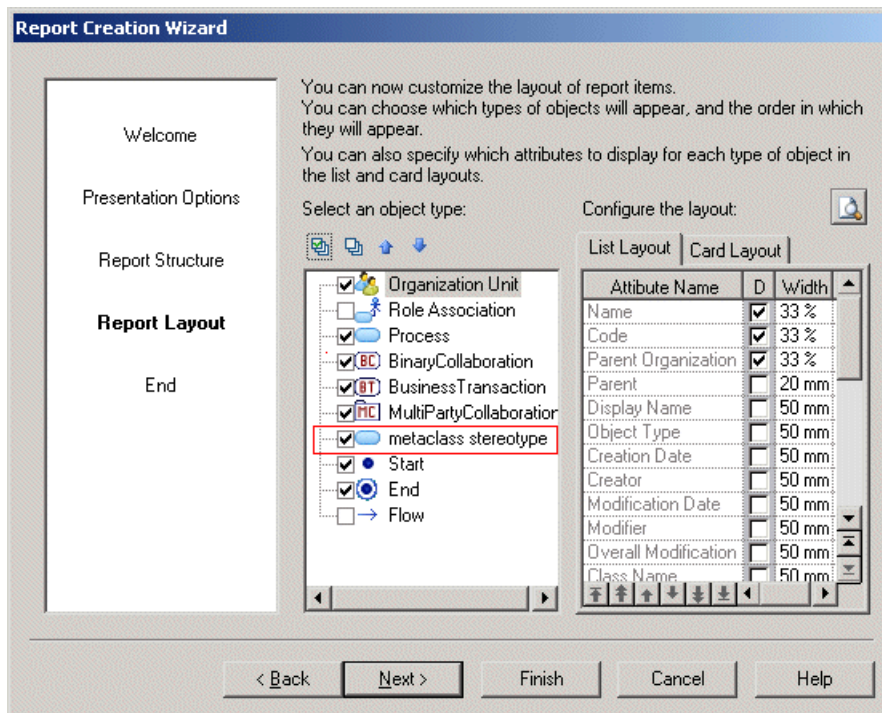 Report Creation Wizard
Welcome
Presentation Options
Report Structure
Report Layout
End
You can now customize the layout of report items.
You can choose which types of objects will appear, and the order in which
they will appear.
You can also specify which attributes to display for each type of object in
the list and card layouts.
Select an object type:
Organization Unit
Role Association
Process
BC BinaryCollaboration
BT BusinessTransaction
MC MultiPartyCollaboration
metaclass stereotype
Start
End
Flow
Configure the layout:
List Layout Card Layout
Attibute Name D Width
Name 33 %
Code 33 %
Parent Organization 33 %
Parent 20 mm
Display Name 50 mm
Object Type 50 mm
Creation Date 50 mm
Creator 50 mm
Modification Date 50 mm
Modifier 50 mm
Overall Modification 50 mm
Class Name 50 mm
< Back Next > Finish Cancel Help